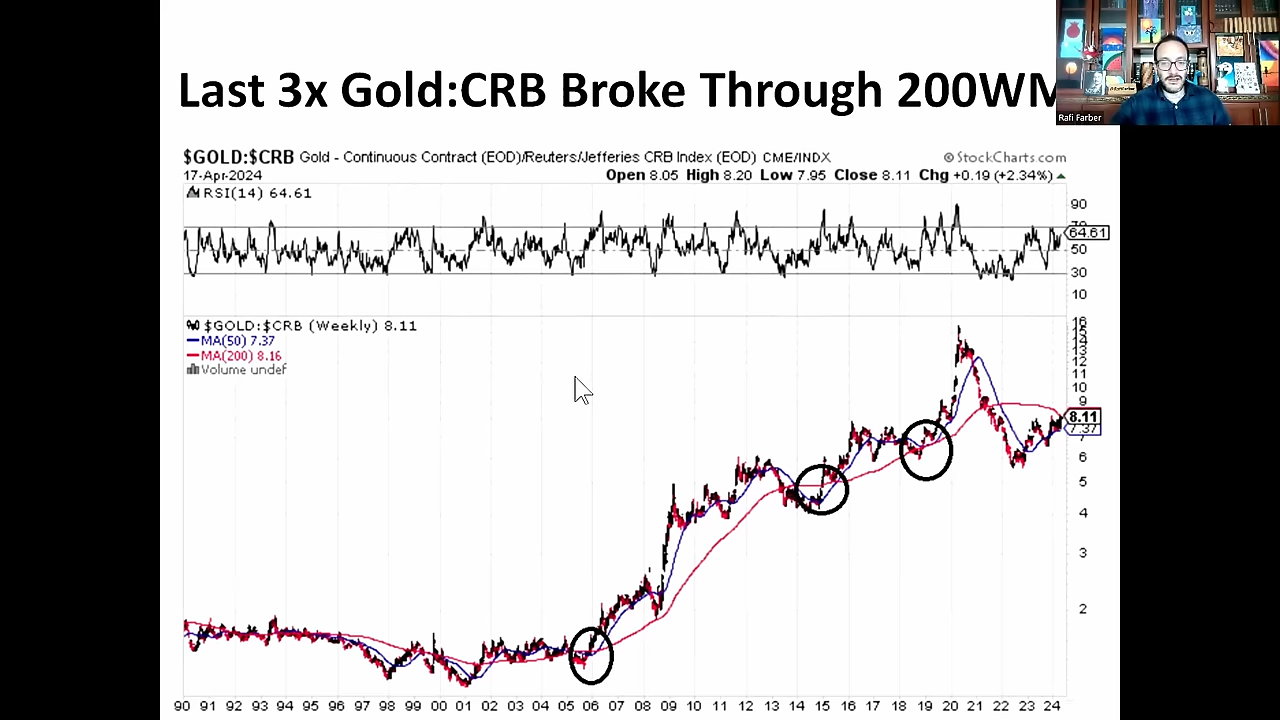 Last 3x Gold:CRB Broke Through 200WM
Rafi Farber
$GOLD:$CRB Gold - Continuous Contract (EOD)/Reuters/Jefferies CRB Index (EOD) CME/INDX
© StockCharts.com
17-Apr-2024
Open 8.05 High 8.20 Low 7.95 Close 8.11 Chg +0.19 (+2.34%)
RSI(14) 64.61
90
70
64.61
50
30
10
$GOLD:$CRB (Weekly) 8.11
MA(50) 7.37
MA(200) 8.16
Volume undef
16
15
14
13
12
11
10
9
8.11
7.37
7
6
5
4
3
2
90 91 92 93 94 95 96 97 98 99 00 01 02 03 04 05 06 07 08 09 10 11 12 13 14 15 16 17 18 19 20 21 22 23 24